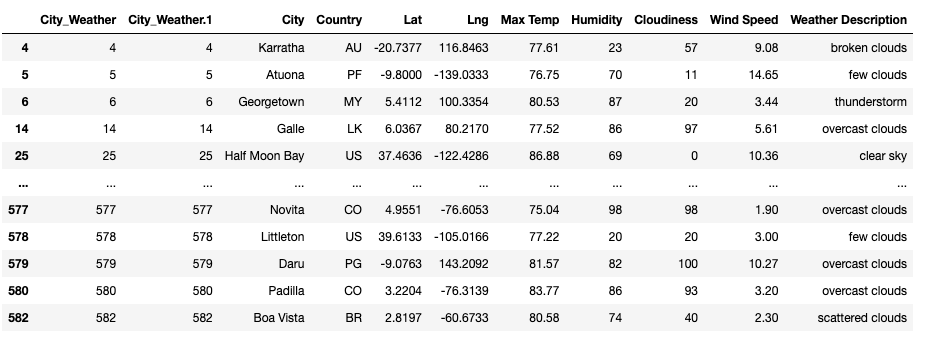 City_Weather City_Weather.1 City Country Lat Lng Max Temp Humidity Cloudiness Wind Speed Weather Description
4 4 4 Karratha AU -20.7377 116.8463 77.61 23 57 9.08 broken clouds
5 5 5 Atuona PF -9.8000 -139.0333 76.75 70 11 14.65 few clouds
6 6 6 Georgetown MY 5.4112 100.3354 80.53 87 20 3.44 thunderstorm
14 14 14 Galle LK 6.0367 80.2170 77.52 86 97 5.61 overcast clouds
25 25 25 Half Moon Bay US 37.4636 -122.4286 86.88 69 0 10.36 clear sky
... ... ... ... ... ... ... ... ... ... ... ...
577 577 577 Novita CO 4.9551 -76.6053 75.04 98 98 1.90 overcast clouds
578 578 578 Littleton US 39.6133 -105.0166 77.22 20 20 3.00 few clouds
579 579 579 Daru PG -9.0763 143.2092 81.57 82 100 10.27 overcast clouds
580 580 580 Padilla CO 3.2204 -76.3139 83.77 86 93 3.20 overcast clouds
582 582 582 Boa Vista BR 2.8197 -60.6733 80.58 74 40 2.30 scattered clouds